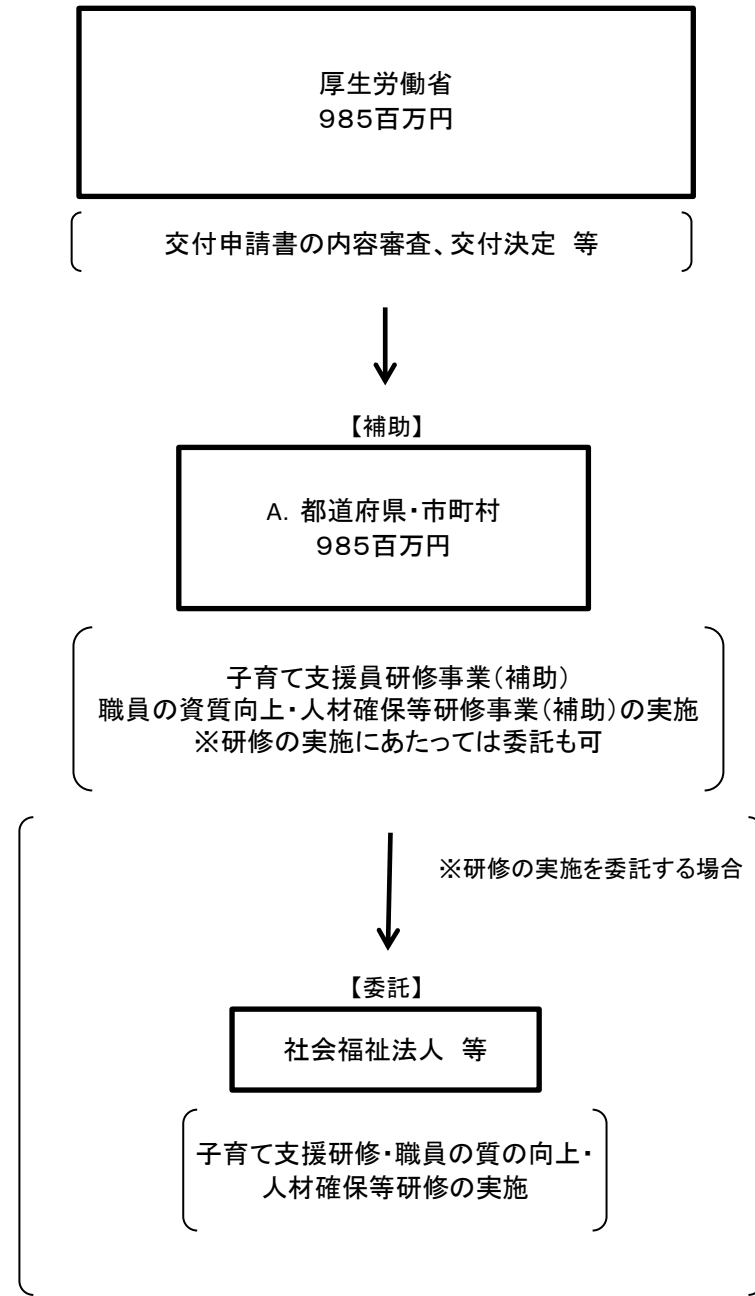 厚生労働省
985百万円
交付申請書の内容審査、交付決定 等
【補助】
A. 都道府県・市町村
985百万円
子育て支援員研修事業(補助)
職員の資質向上・人材確保等研修事業(補助)の実施
※研修の実施にあたっては委託も可
※研修の実施を委託する場合
【委託】
社会福祉法人 等
子育て支援研修・職員の質の向上・
人材確保等研修の実施